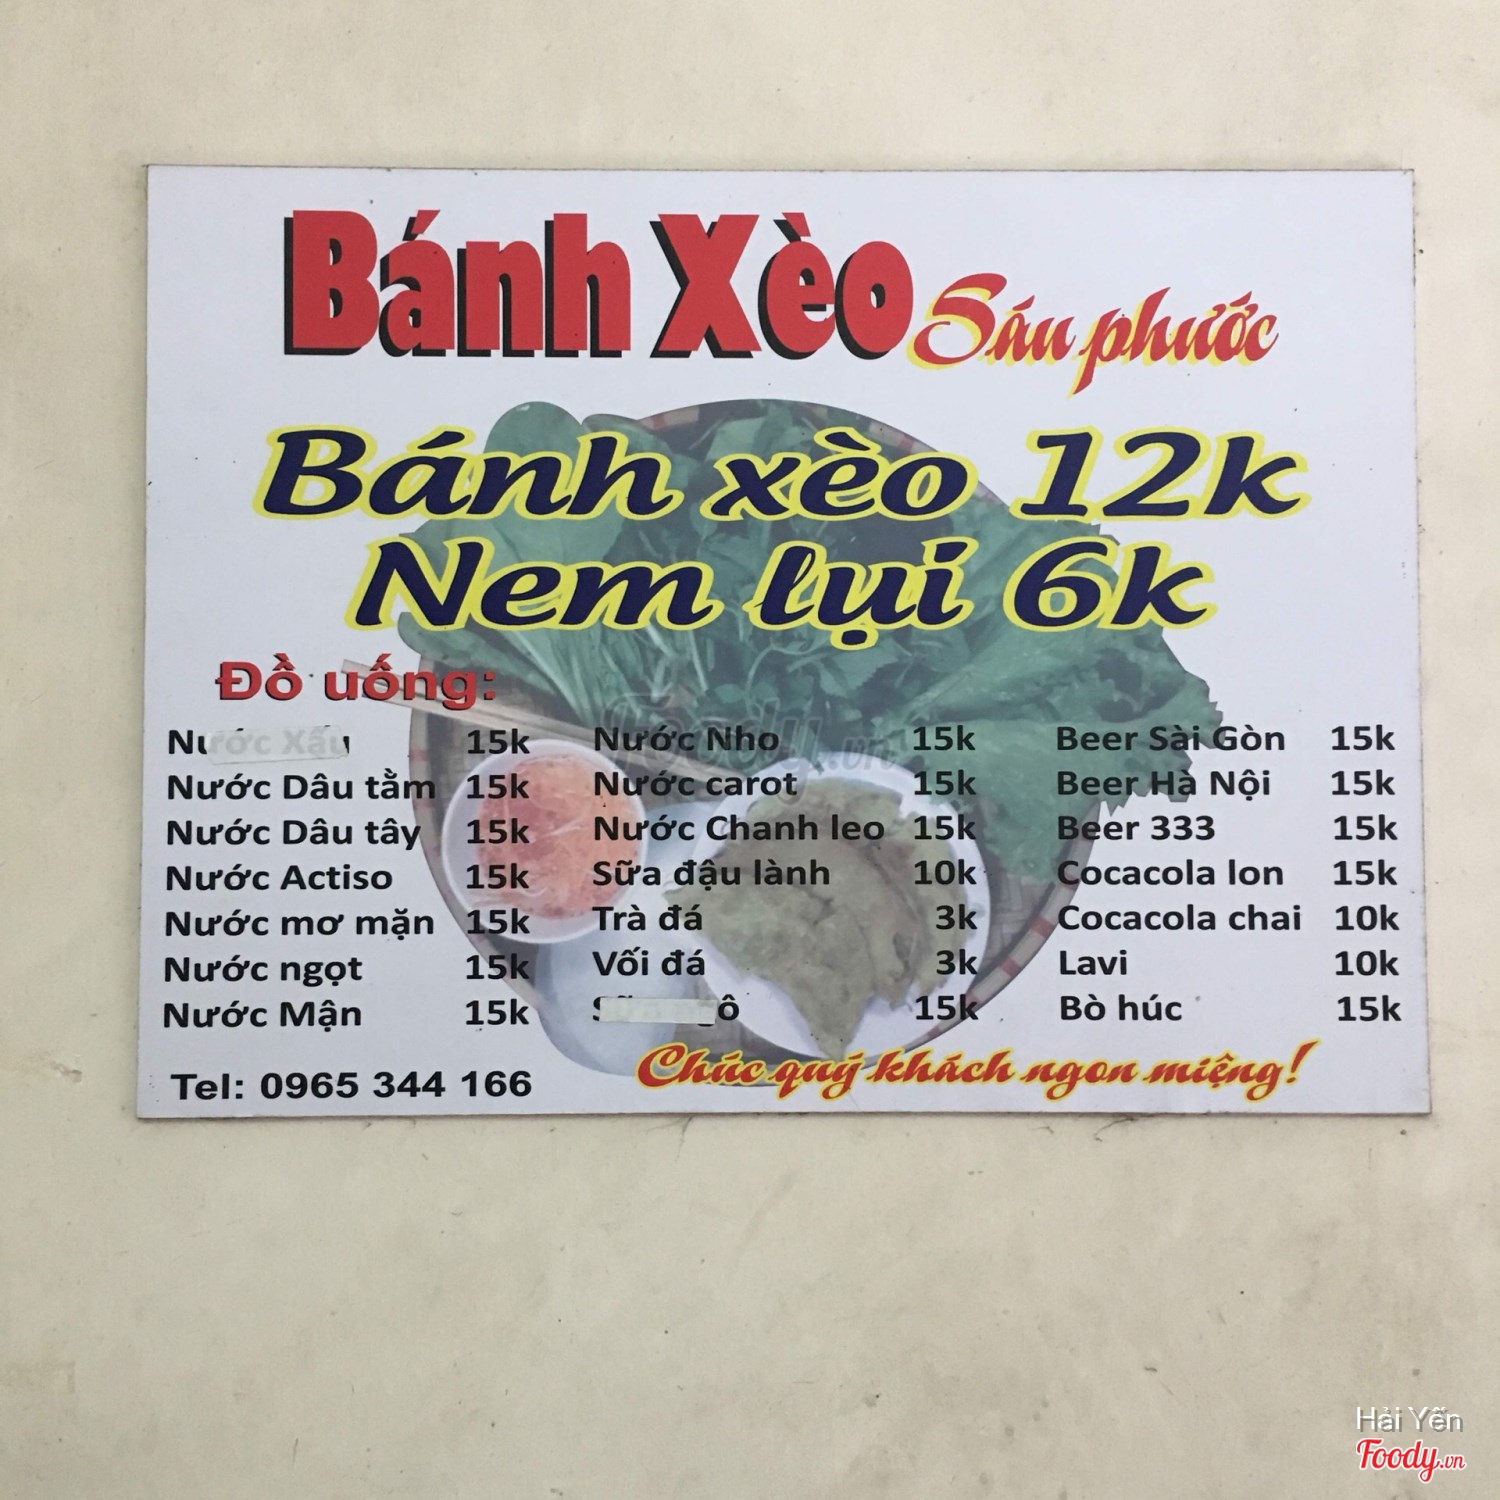 Bánh Xèo Sáu phước
Bánh xèo 12k
Nem lụi 6k
Đồ uống:
Nước Xấu 15k
Nước Dâu tằm 15k
Nước Dâu tây 15k
Nước Actiso 15k
Nước mơ mặn 15k
Nước ngọt 15k
Nước Mận 15k
Nước Nho 15k
Nước carot 15k
Nước Chanh leo 15k
Sữa đậu lành 10k
Trà đá 3k
Vối đá 3k
15k
Beer Sài Gòn 15k
Beer Hà Nội 15k
Beer 333 15k
Cocacola lon 15k
Cocacola chai 10k
Lavi 10k
Bò húc 15k
Tel: 0965 344 166
Chúc quý khách ngon miệng!
Foody.vn
Hải Yến
Foody.vn